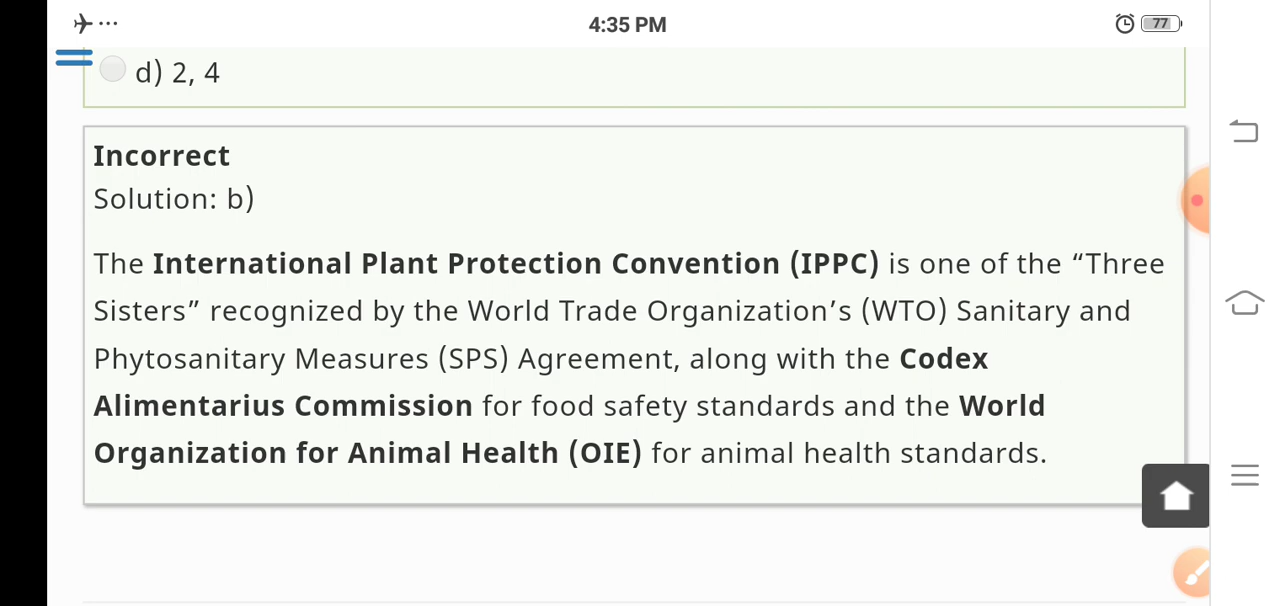 4:35 PM
77
d) 2, 4
Incorrect
Solution: b)
The International Plant Protection Convention (IPPC) is one of the “Three
Sisters” recognized by the World Trade Organization’s (WTO) Sanitary and
Phytosanitary Measures (SPS) Agreement, along with the Codex
Alimentarius Commission for food safety standards and the World
Organization for Animal Health (OIE) for animal health standards.